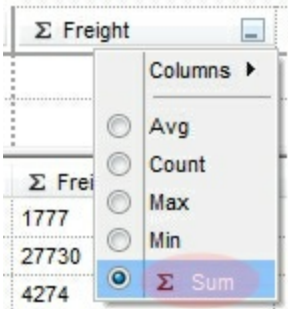 Σ Freight
Columns
Avg
Count
Σ Frei
Max
1777
Min
27730
Σ Sum
4274